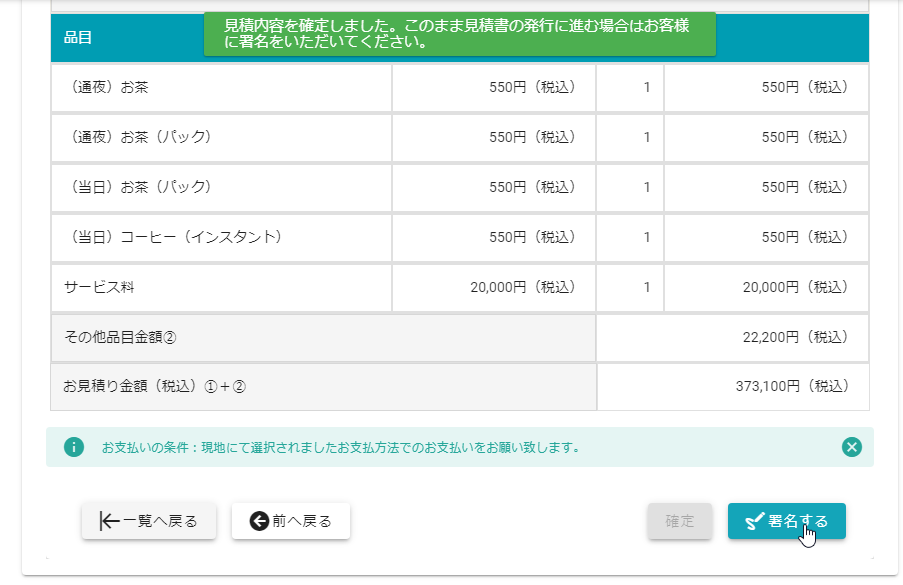 見積内容を確定しました。このまま見積書の発行に進む場合はお客様
に署名をいただいてください。
品目
（通夜）お茶 550円（税込） 1 550円（税込）
（通夜）お茶（パック） 550円（税込） 1 550円（税込）
（当日）お茶（パック） 550円（税込） 1 550円（税込）
（当日）コーヒー（インスタント） 550円（税込） 1 550円（税込）
サービス料 20,000円（税込） 1 20,000円（税込）
その他品目金額② 22,200円（税込）
お見積り金額（税込）①＋② 373,100円（税込）
お支払いの条件：現地にて選択されましたお支払方法でのお支払いをお願い致します。
一覧へ戻る 前へ戻る 確定 署名する